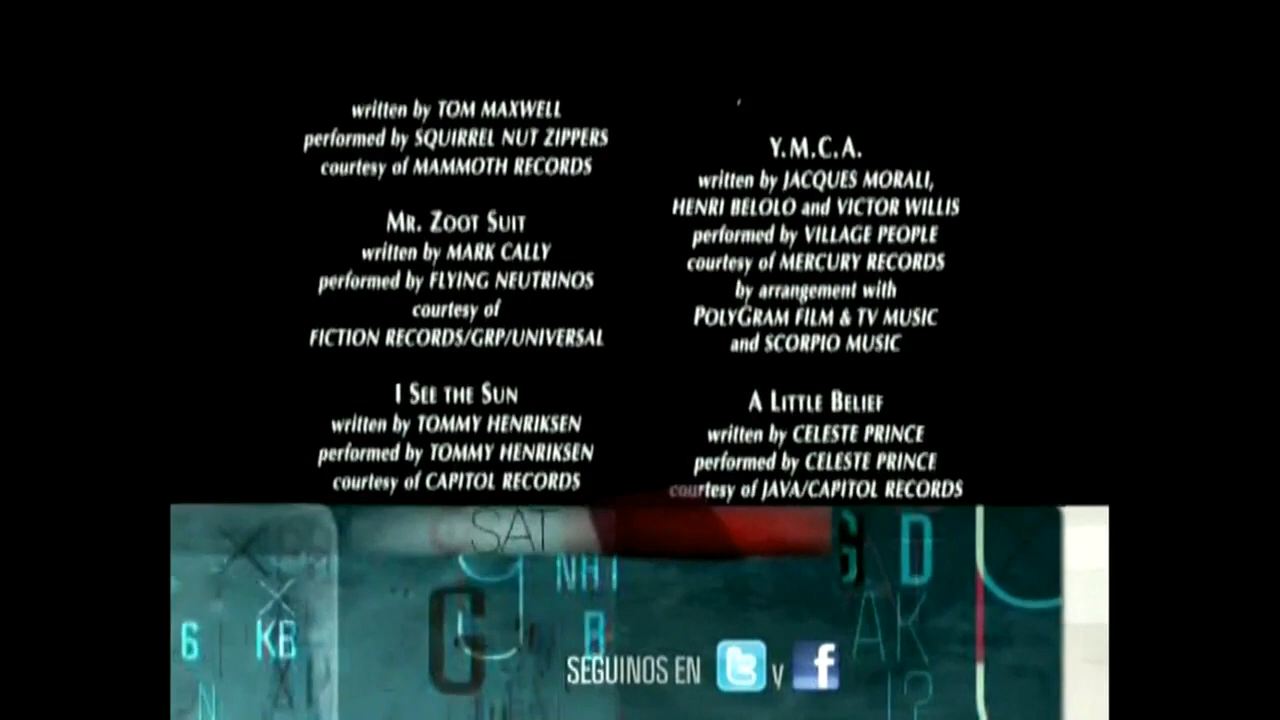 written by TOM MAXWELL
performed by SQUIRREL NUT ZIPPERS
courtesy of MAMMOTH RECORDS
MR. ZOOT SUIT
written by MARK CALLY
performed by FLYING NEUTRINOS
courtesy of
FICTION RECORDS/GRP/UNIVERSAL
I SEE THE SUN
written by TOMMY HENRIKSEN
performed by TOMMY HENRIKSEN
courtesy of CAPITOL RECORDS
Y.M.C.A.
written by JACQUES MORALI,
HENRI BELOLO and VICTOR WILLIS
performed by VILLAGE PEOPLE
courtesy of MERCURY RECORDS
by arrangement with
POLYGRAM FILM & TV MUSIC
and SCORPIO MUSIC
A LITTLE BELIEF
written by CELESTE PRINCE
performed by CELESTE PRINCE
courtesy of JAVA/CAPITOL RECORDS
SAT
G D
X
G
AK
6 KB
N
SEGUINOS EN t y f